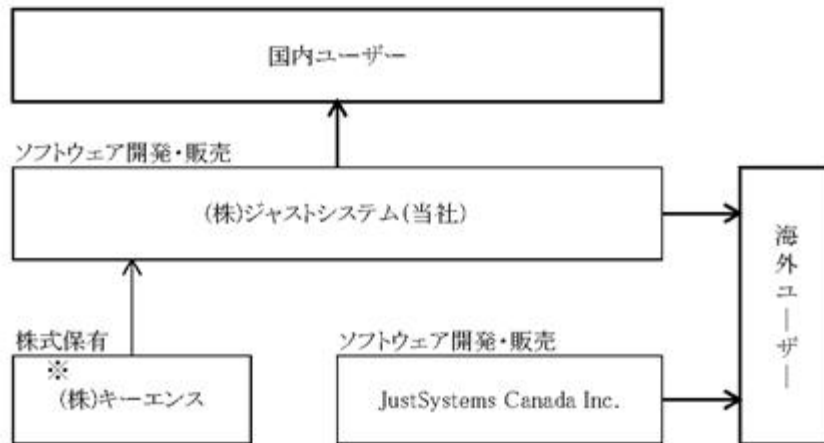 国内ユーザー
ソフトウェア開発・販売
(株)ジャストシステム(当社)
海外ユーザー
株式保有
※
(株)キーエンス
ソフトウェア開発・販売
JustSystems Canada Inc.